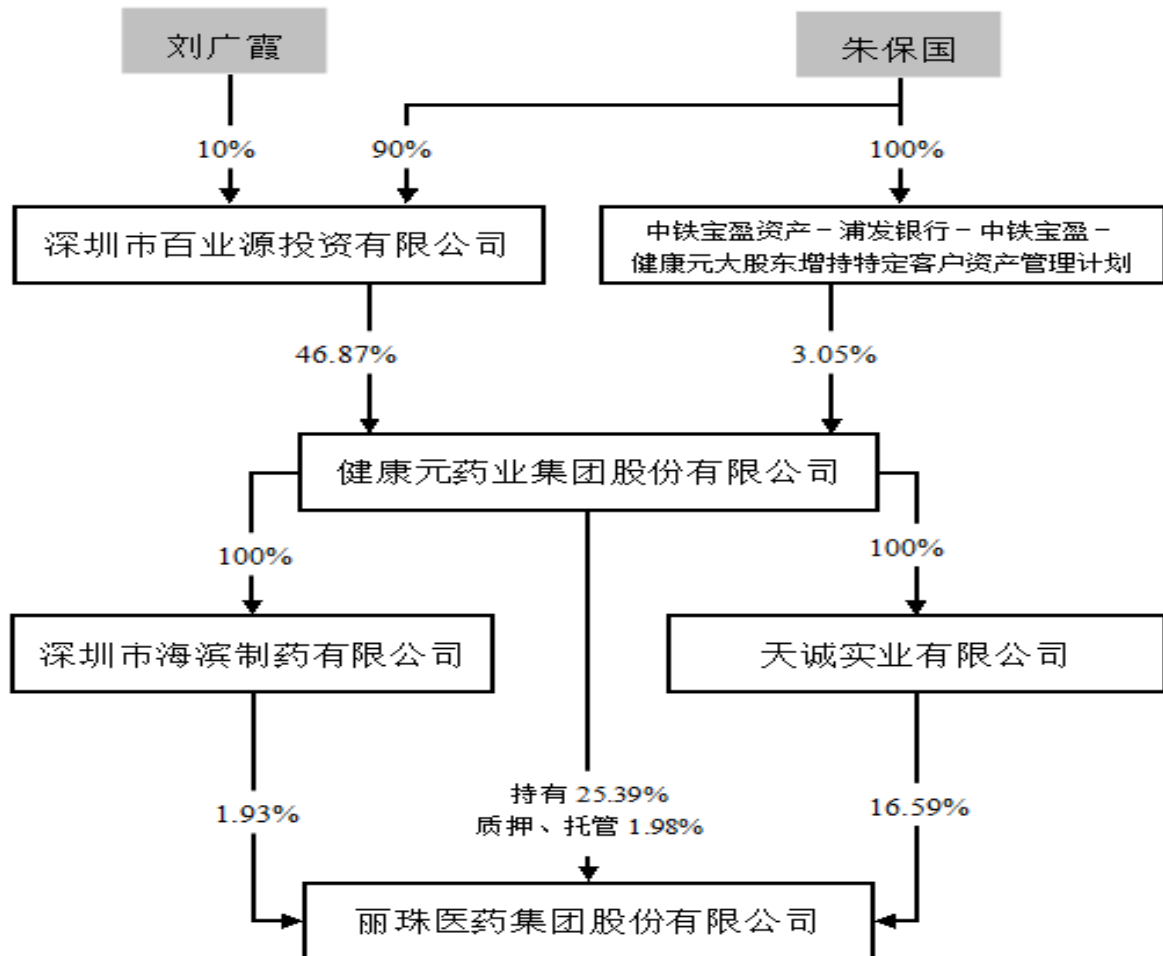 刘广霞
朱保国
10%
90%
100%
深圳市百业源投资有限公司
中铁宝盈资产－浦发银行－中铁宝盈－
健康元大股东增持特定客户资产管理计划
46.87%
3.05%
健康元药业集团股份有限公司
100%
100%
深圳市海滨制药有限公司
天诚实业有限公司
1.93%
持有 25.39%
质押、托管 1.98%
16.59%
丽珠医药集团股份有限公司